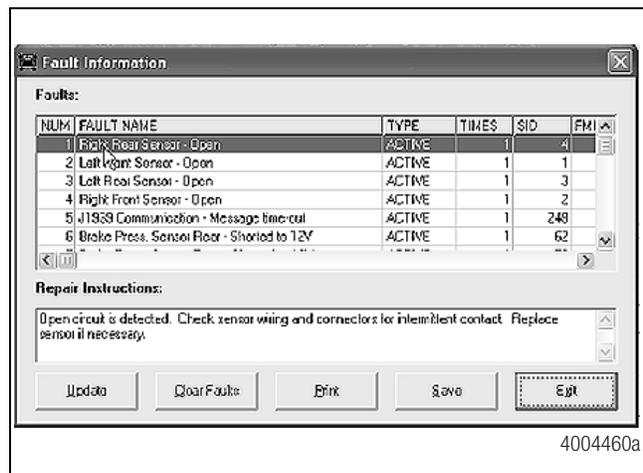 Fault Information
Faults:
NUM FAULT NAME TYPE TIMES SID FMI
1 Right Rear Sensor - Open ACTIVE 1 4
2 Left Front Sensor - Open ACTIVE 1 1
3 Left Rear Sensor - Open ACTIVE 1 3
4 Right Front Sensor - Open ACTIVE 1 2
5 J1939 Communication - Message time-out ACTIVE 1 249
6 Brake Press. Sensor Rear - Shorted to 12V ACTIVE 1 62
Repair Instructions:
Open circuit is detected. Check sensor wiring and connectors for intermittent contact. Replace
sensor if necessary.
Update Clear Faults Print Save Exit
4004460a